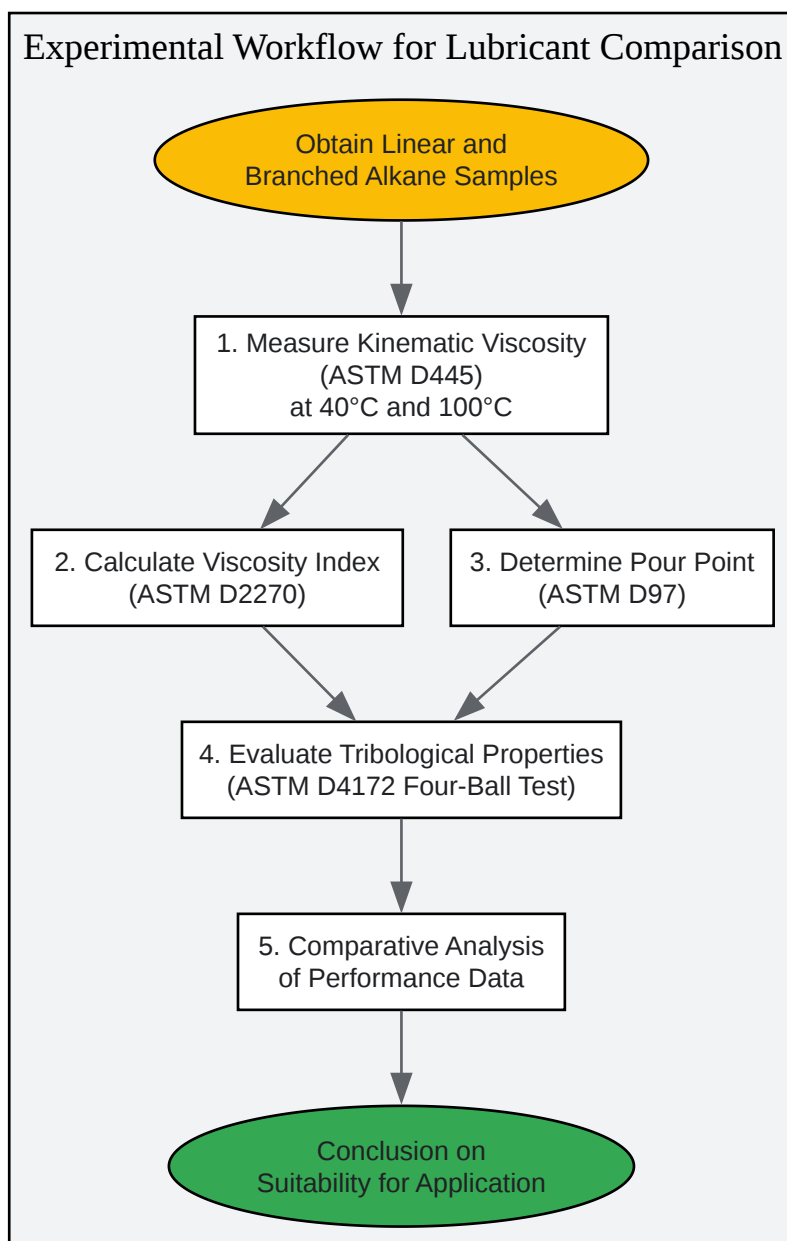 Experimental Workflow for Lubricant Comparison
Obtain Linear and
Branched Alkane Samples
1. Measure Kinematic Viscosity
(ASTM D445)
at 40°C and 100°C
2. Calculate Viscosity Index
(ASTM D2270)
3. Determine Pour Point
(ASTM D97)
4. Evaluate Tribological Properties
(ASTM D4172 Four-Ball Test)
5. Comparative Analysis
of Performance Data
Conclusion on
Suitability for Application